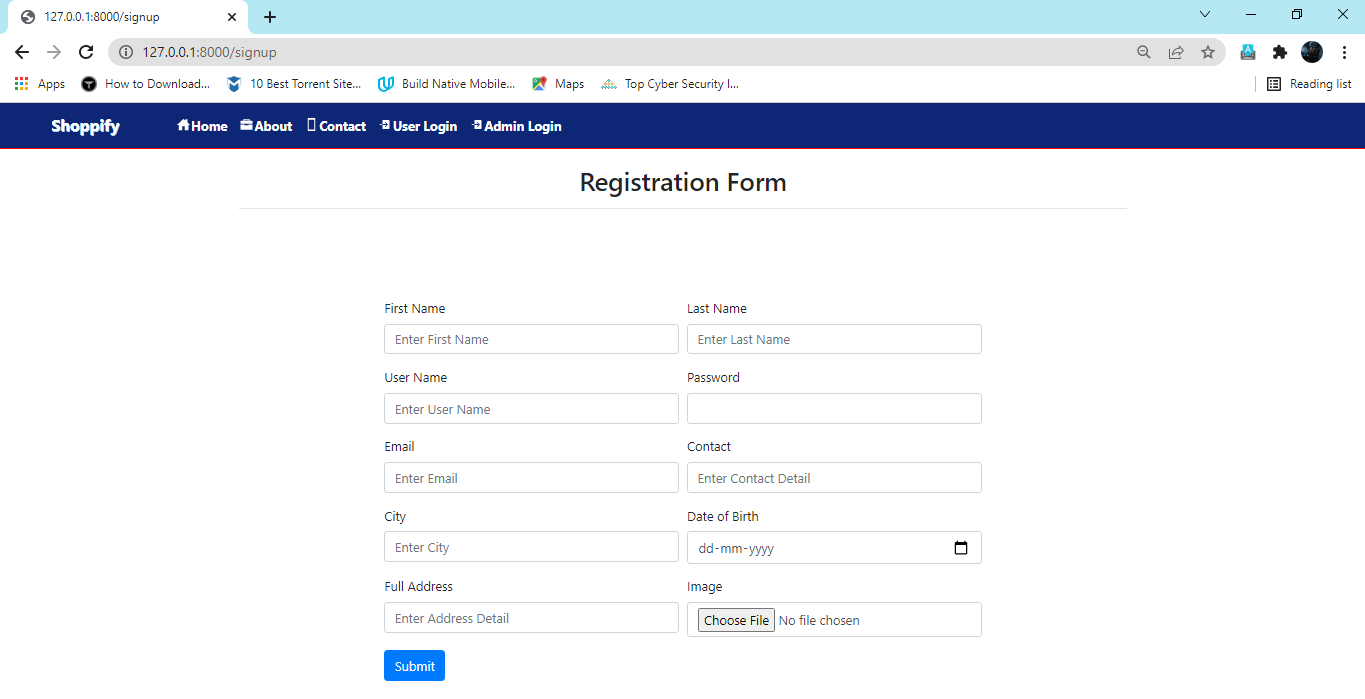 127.0.0.1:8000/signup
127.0.0.1:8000/signup
Apps How to Download... 10 Best Torrent Site... Build Native Mobile... Maps Top Cyber Security I... Reading list
Shoppify Home About Contact User Login Admin Login
Registration Form
First Name Last Name
Enter First Name Enter Last Name
User Name Password
Enter User Name
Email Contact
Enter Email Enter Contact Detail
City Date of Birth
Enter City dd-mm-yyyy
Full Address Image
Enter Address Detail Choose File No file chosen
Submit